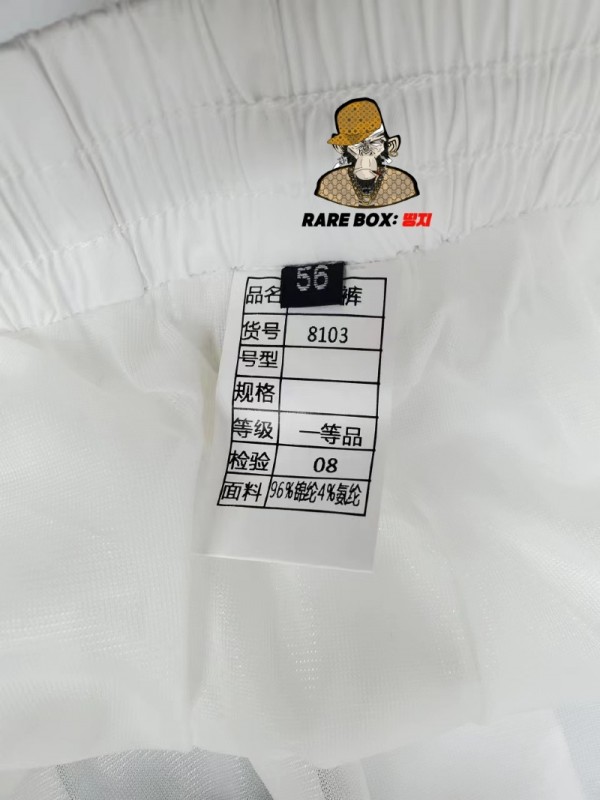 RARE BOX: 띵지
56
品名 裤
货号 8103
号型
规格
等级 一等品
检验 08
面料 96%锦纶4%氨纶